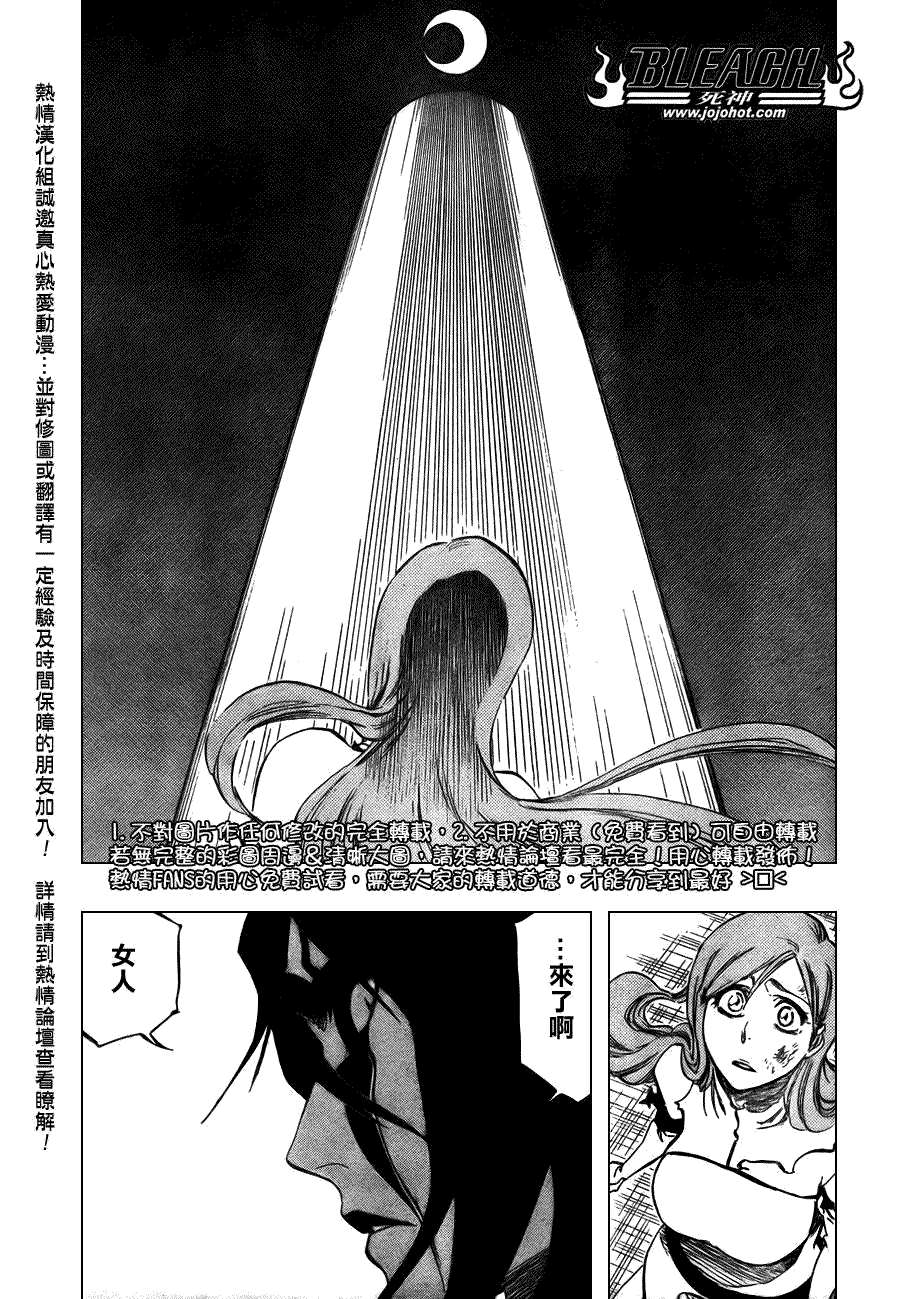 BLEACH
死神
www.jojohot.com
熱情漢化組誠邀真心熱愛動漫…並對修圖或翻譯有一定經驗及時間保障的朋友加入！ 詳情請到熱情論壇查看瞭解！
1.不對圖片作任何修改的完全轉載，2.不用於商業（免費看到）可自由轉載
若無完整的彩圖周邊&清晰大圖，請來熱情論壇看最完全！用心轉載發佈！
熱情FANS的用心免費試看，需要大家的轉載道德，才能分享到最好 >口<
…來了啊
女人